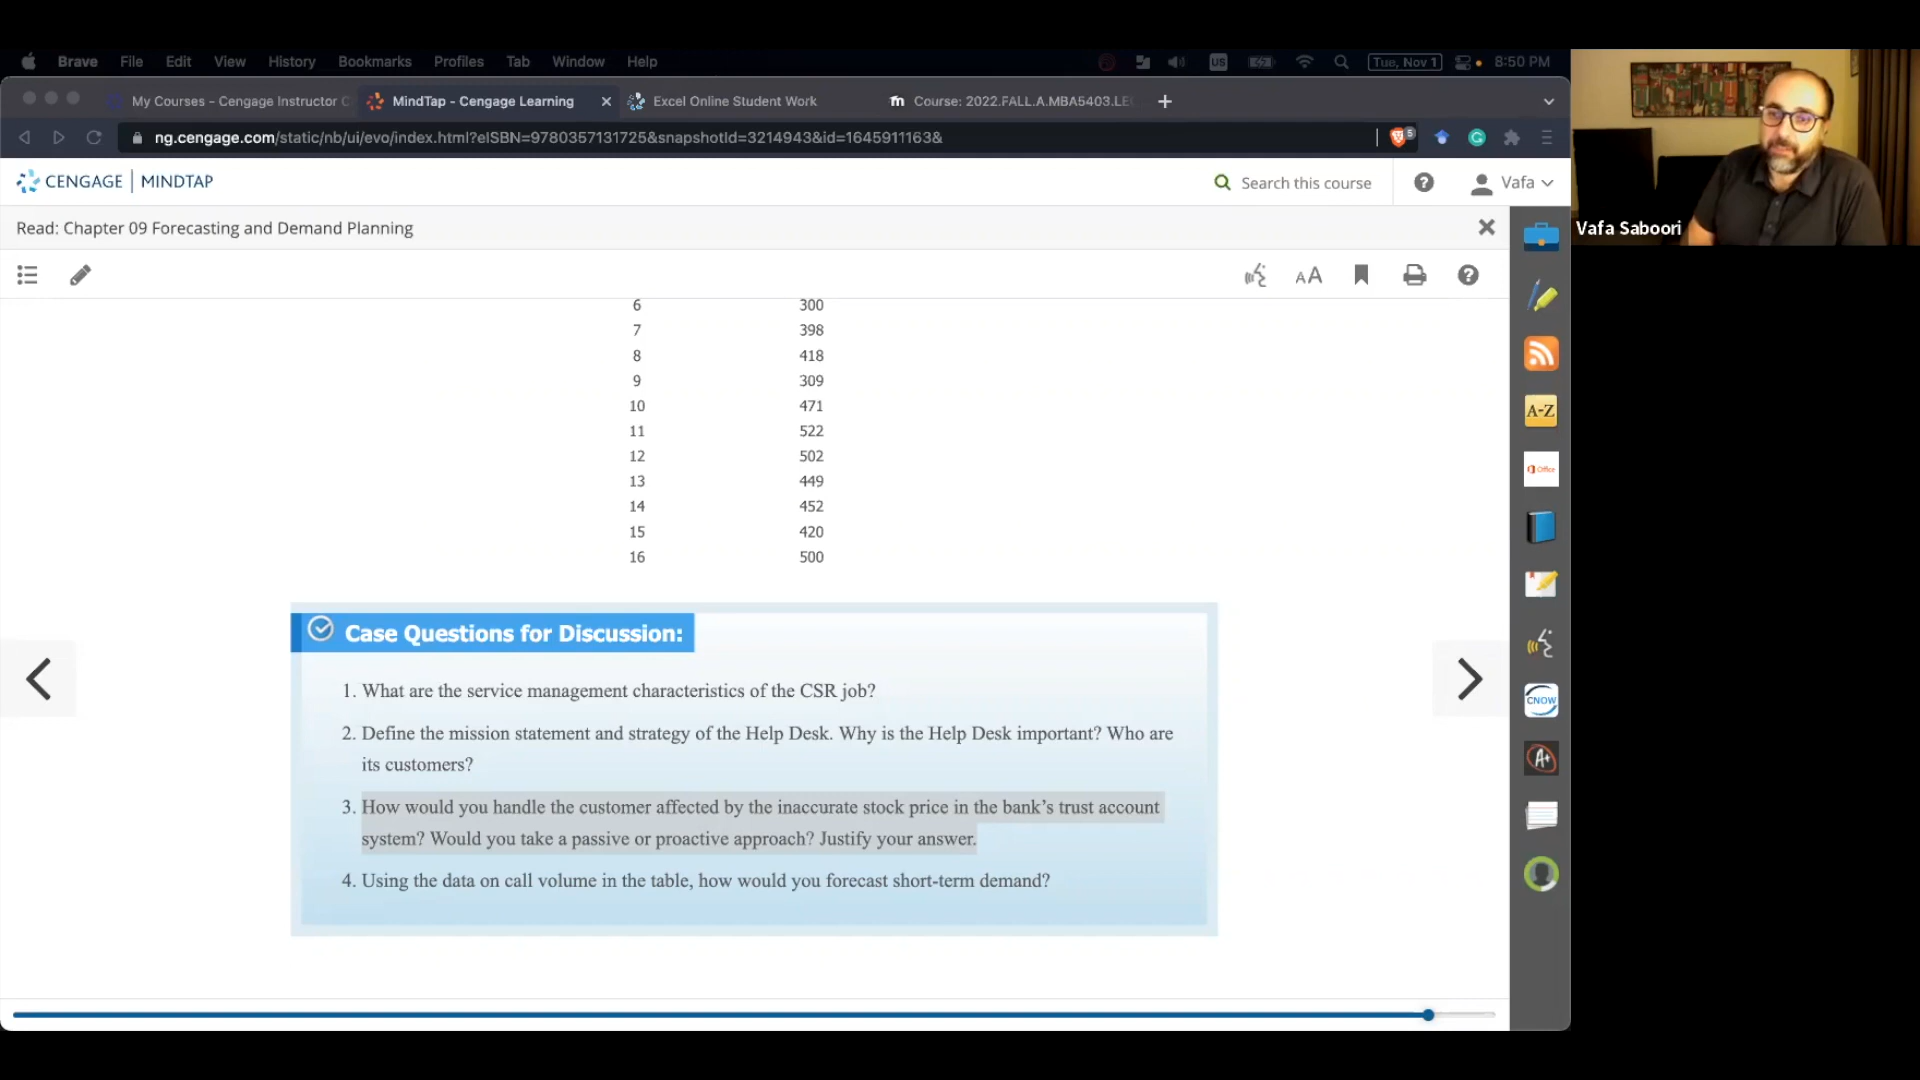 Brave File Edit View History Bookmarks Profiles Tab Window Help US Tue, Nov 1 8:50 PM
My Courses - Cengage Instructor C MindTap - Cengage Learning Excel Online Student Work Course: 2022.FALL.A.MBA5403.LE
ng.cengage.com/static/nb/ui/evo/index.html?eISBN=9780357131725&snapshotId=3214943&id=1645911163& 5
CENGAGE | MINDTAP Search this course Vafa
Read: Chapter 09 Forecasting and Demand Planning
AA
Vafa Saboori
6 300
7 398
8 418
9 309
10 471
11 522
12 502
13 449
14 452
15 420
16 500
Case Questions for Discussion:
1. What are the service management characteristics of the CSR job?
2. Define the mission statement and strategy of the Help Desk. Why is the Help Desk important? Who are
its customers?
3. How would you handle the customer affected by the inaccurate stock price in the bank's trust account
system? Would you take a passive or proactive approach? Justify your answer.
4. Using the data on call volume in the table, how would you forecast short-term demand?
A-Z
Office
CNOW
A+